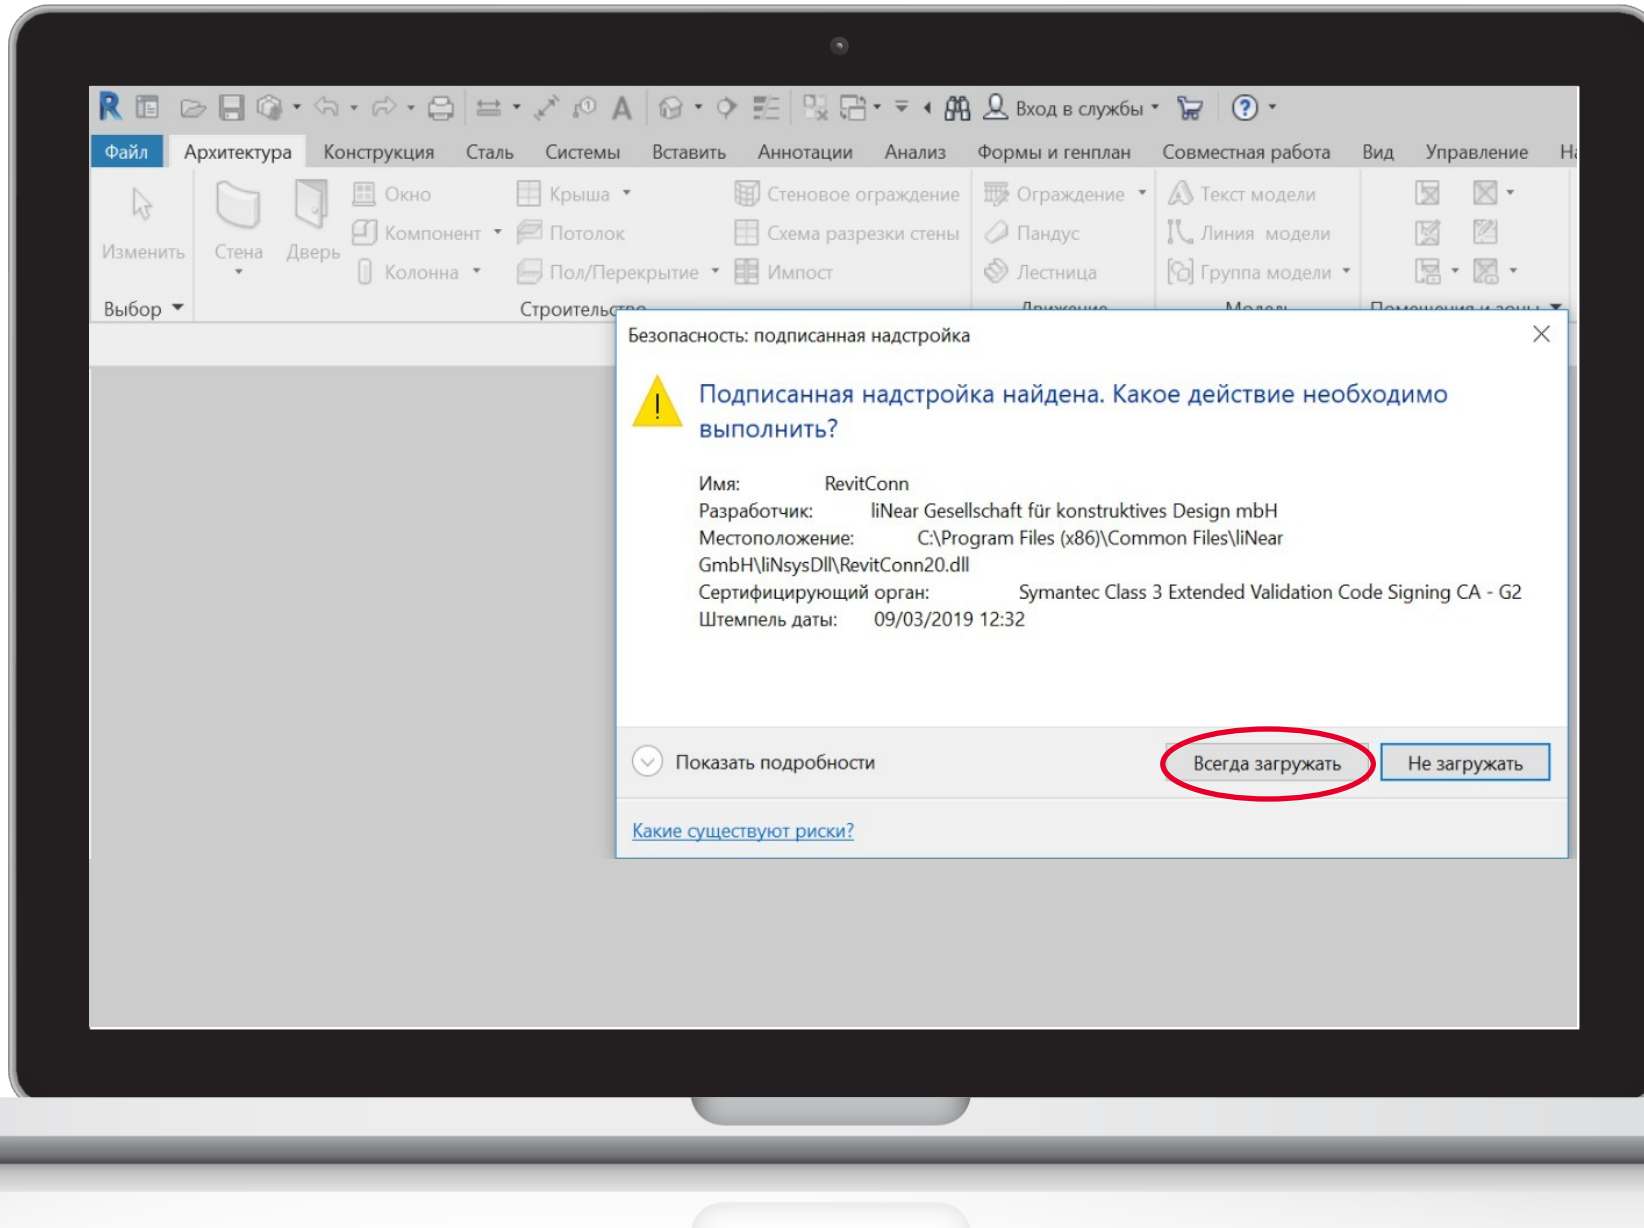 Вход в службы
Файл Архитектура Конструкция Сталь Системы Вставить Аннотации Анализ Формы и генплан Совместная работа Вид Управление
Окно Крыша Стеновое ограждение Ограждение Текст модели
Компонент Потолок Схема разрезки стены Пандус Линия модели
Изменить Стена Дверь
Колонна Пол/Перекрытие Импост Лестница Группа модели
Выбор Строительство Движение Модель Помещения и зоны
Безопасность: подписанная надстройка
Подписанная надстройка найдена. Какое действие необходимо
выполнить?
Имя: RevitConn
Разработчик: liNear Gesellschaft für konstruktives Design mbH
Местоположение: C:\Program Files (x86)\Common Files\liNear
GmbH\liNsysDll\RevitConn20.dll
Сертифицирующий орган: Symantec Class 3 Extended Validation Code Signing CA - G2
Штемпель даты: 09/03/2019 12:32
Показать подробности Всегда загружать Не загружать
Какие существуют риски?